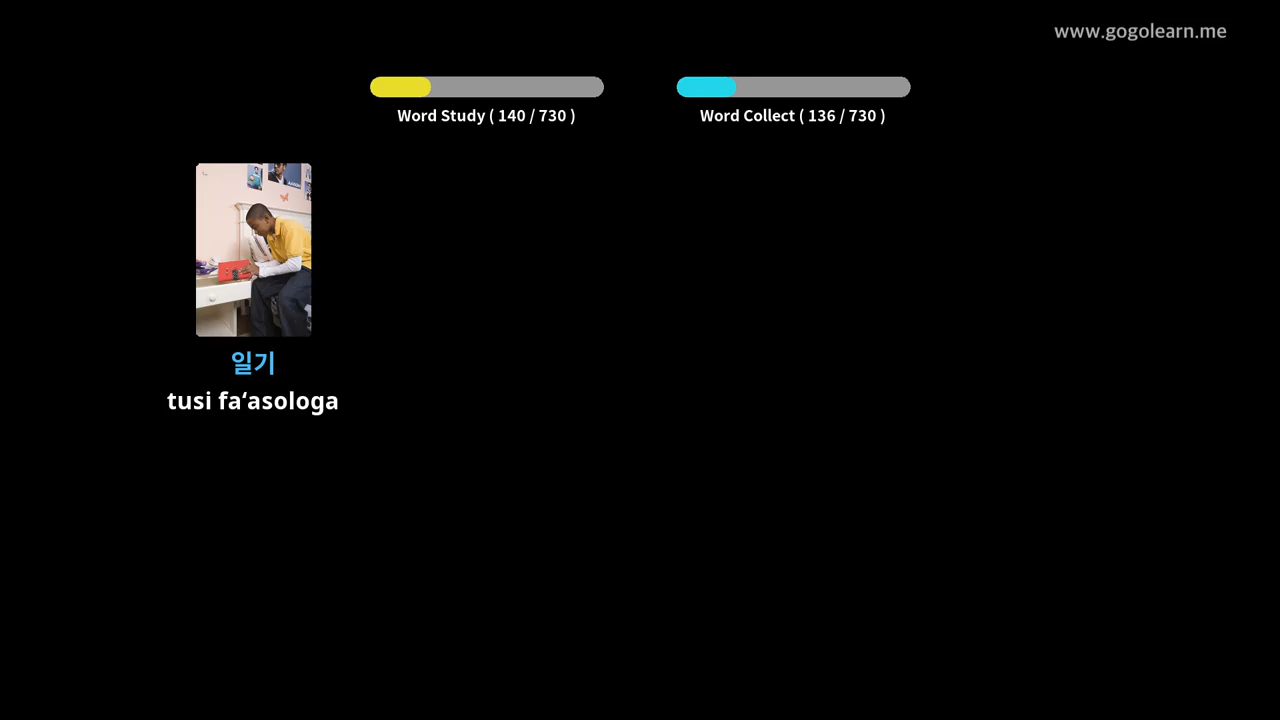 www.gogolearn.me
Word Study ( 140 / 730 )
Word Collect ( 136 / 730 )
일기
tusi fa‘asologa